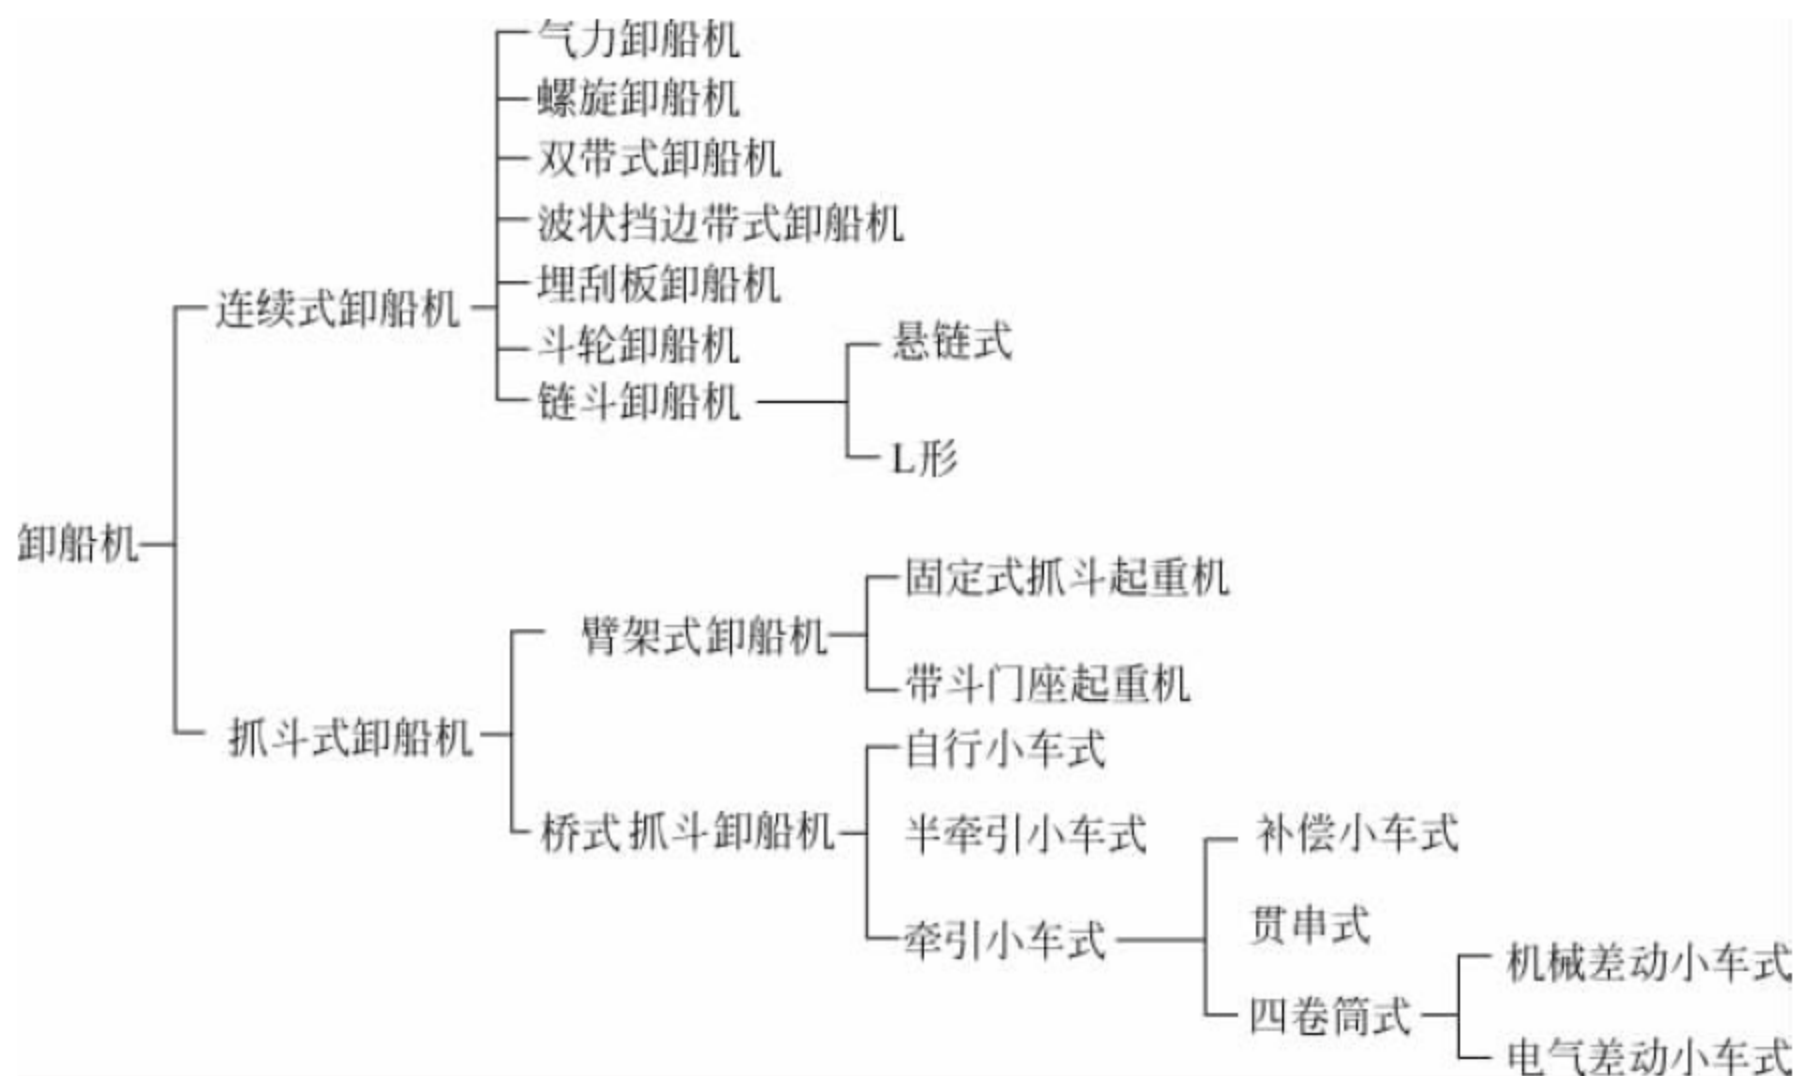 气力卸船机
螺旋卸船机
双带式卸船机
波状挡边带式卸船机
埋刮板卸船机
连续式卸船机
斗轮卸船机
悬链式
链斗卸船机
L形
卸船机
固定式抓斗起重机
臂架式卸船机
带斗门座起重机
抓斗式卸船机
自行小车式
桥式抓斗卸船机
半牵引小车式
补偿小车式
牵引小车式
贯串式
机械差动小车式
四卷筒式
电气差动小车式